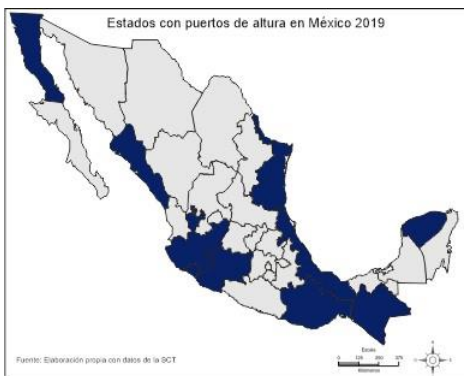 Estados con puertos de altura en México 2019
Fuente: Elaboración propia con datos de la SCT
Escala
Kilómetros